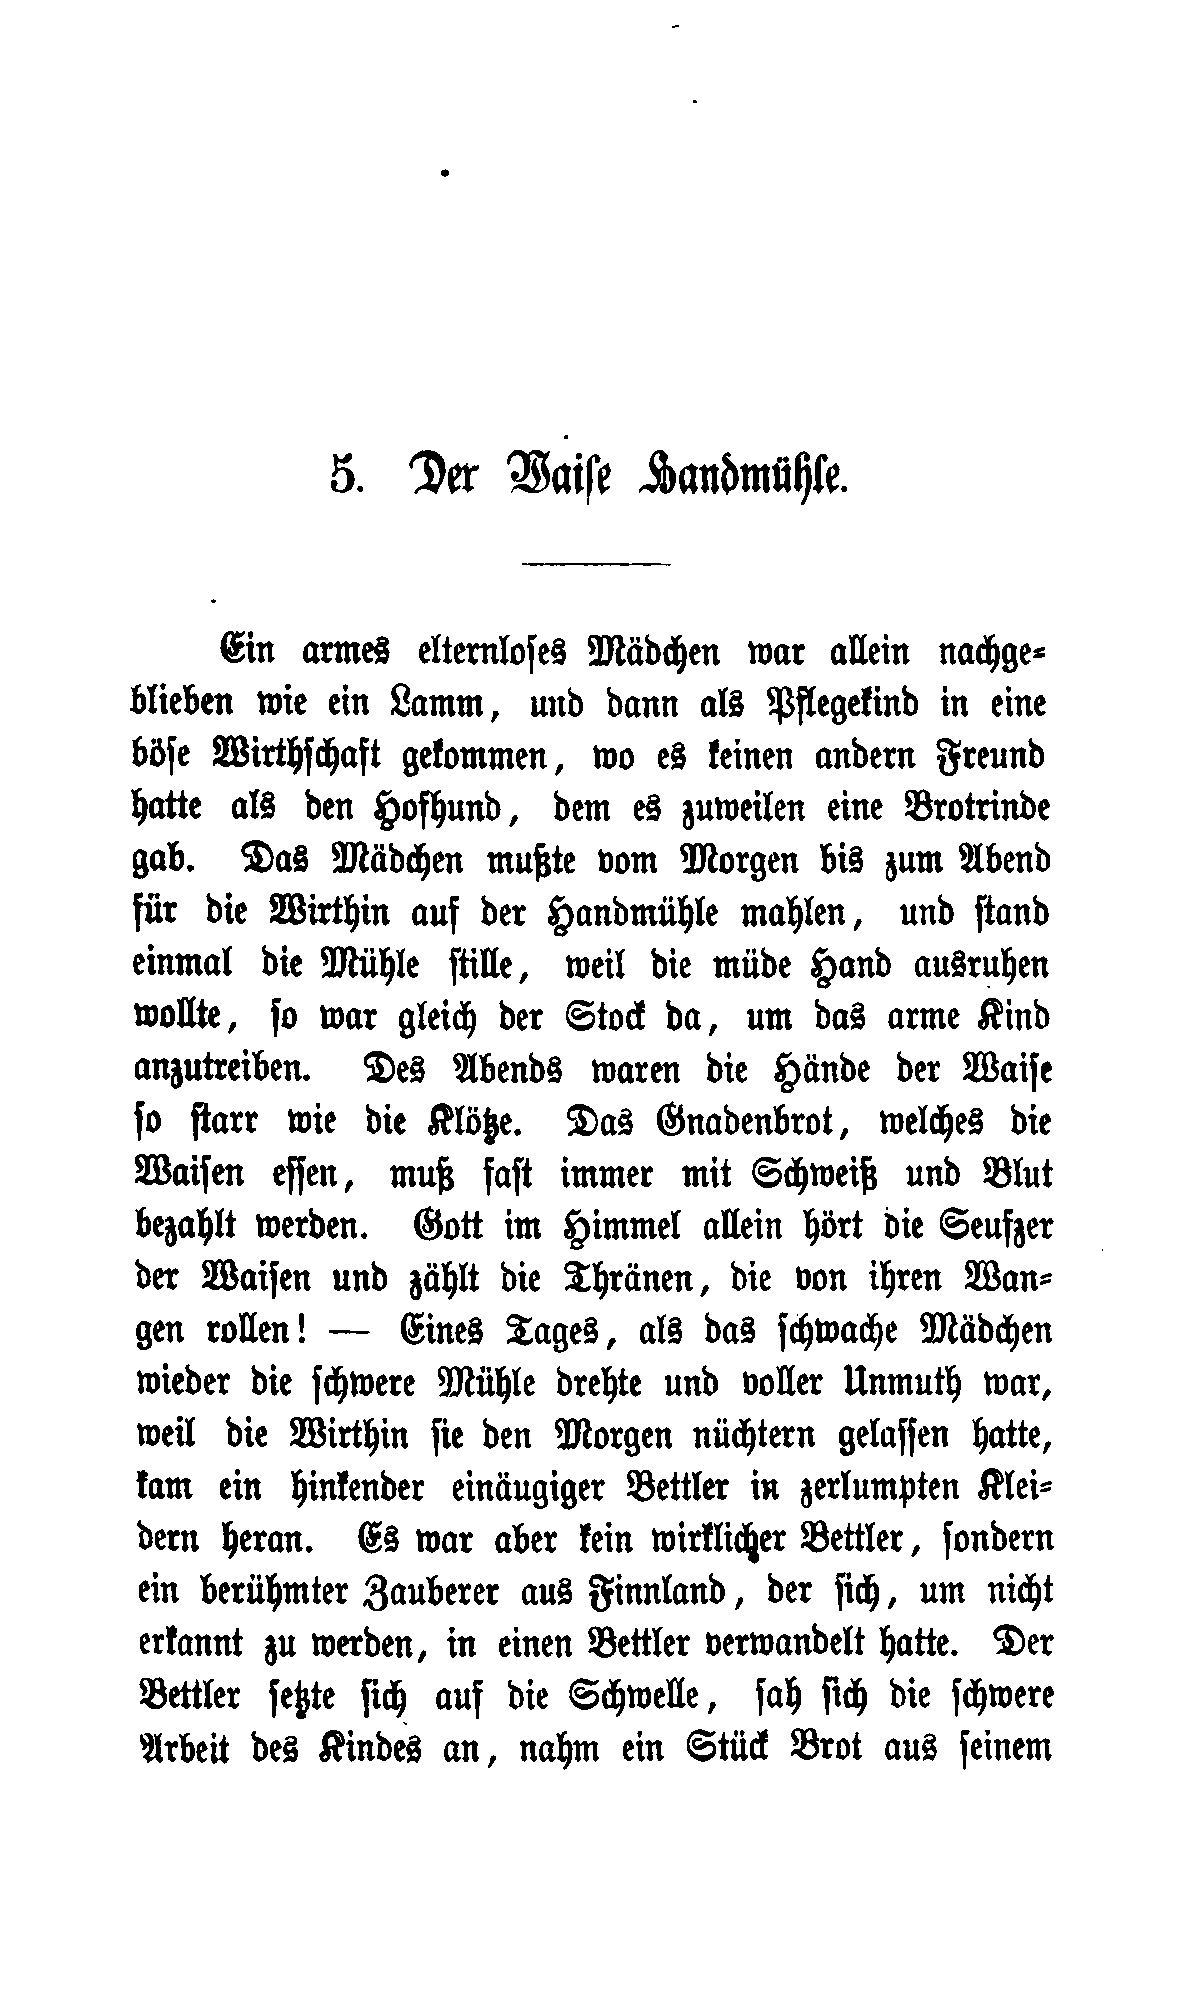 5. Der Waise Handmühle.
Ein armes elternloses Mädchen war allein nachge-
blieben wie ein Lamm, und dann als Pflegekind in eine
böse Wirthschaft gekommen, wo es keinen andern Freund
hatte als den Hofhund, dem es zuweilen eine Brotrinde
gab. Das Mädchen mußte vom Morgen bis zum Abend
für die Wirthin auf der Handmühle mahlen, und stand
einmal die Mühle stille, weil die müde Hand ausruhen
wollte, so war gleich der Stock da, um das arme Kind
anzutreiben. Des Abends waren die Hände der Waise
so starr wie die Klötze. Das Gnadenbrot, welches die
Waisen essen, muß fast immer mit Schweiß und Blut
bezahlt werden. Gott im Himmel allein hört die Seufzer
der Waisen und zählt die Thränen, die von ihren Wan-
gen rollen! — Eines Tages, als das schwache Mädchen
wieder die schwere Mühle drehte und voller Unmuth war,
weil die Wirthin sie den Morgen nüchtern gelassen hatte,
kam ein hinkender einäugiger Bettler in zerlumpten Klei-
dern heran. Es war aber kein wirklicher Bettler, sondern
ein berühmter Zauberer aus Finnland, der sich, um nicht
erkannt zu werden, in einen Bettler verwandelt hatte. Der
Bettler setzte sich auf die Schwelle, sah sich die schwere
Arbeit des Kindes an, nahm ein Stück Brot aus seinem